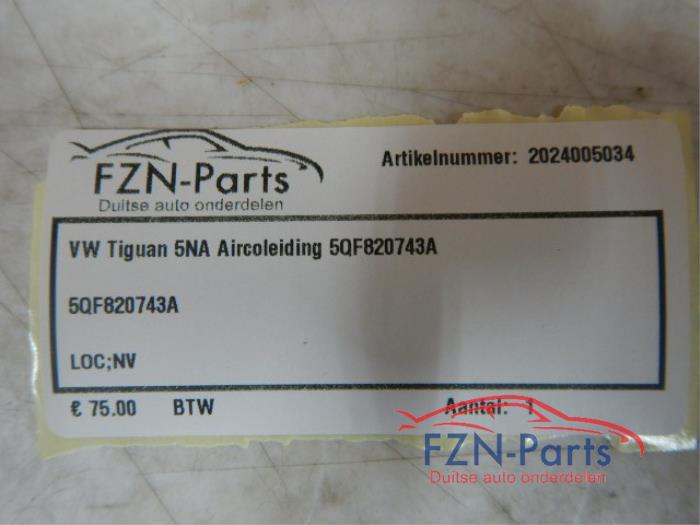 FZN-Parts
Duitse auto onderdelen
Artikelnummer: 2024005034
VW Tiguan 5NA Aircoleiding 5QF820743A
5QF820743A
LOC;NV
€ 75.00 BTW Aantal: 1
FZN-Parts
Duitse auto onderdelen